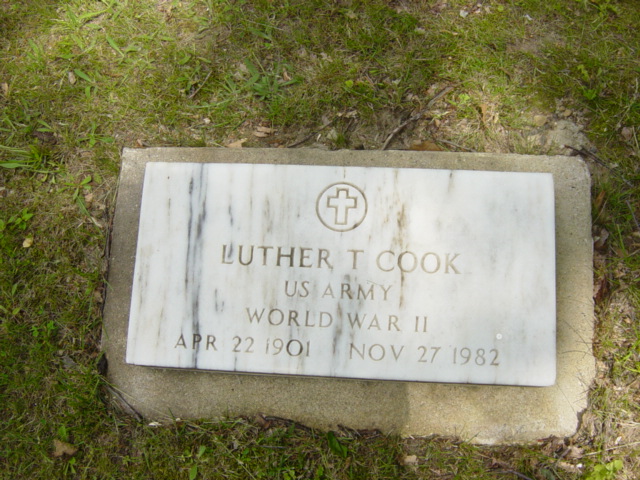 LUTHER T COOK
US ARMY
WORLD WAR II
APR 22 1901 NOV 27 1982